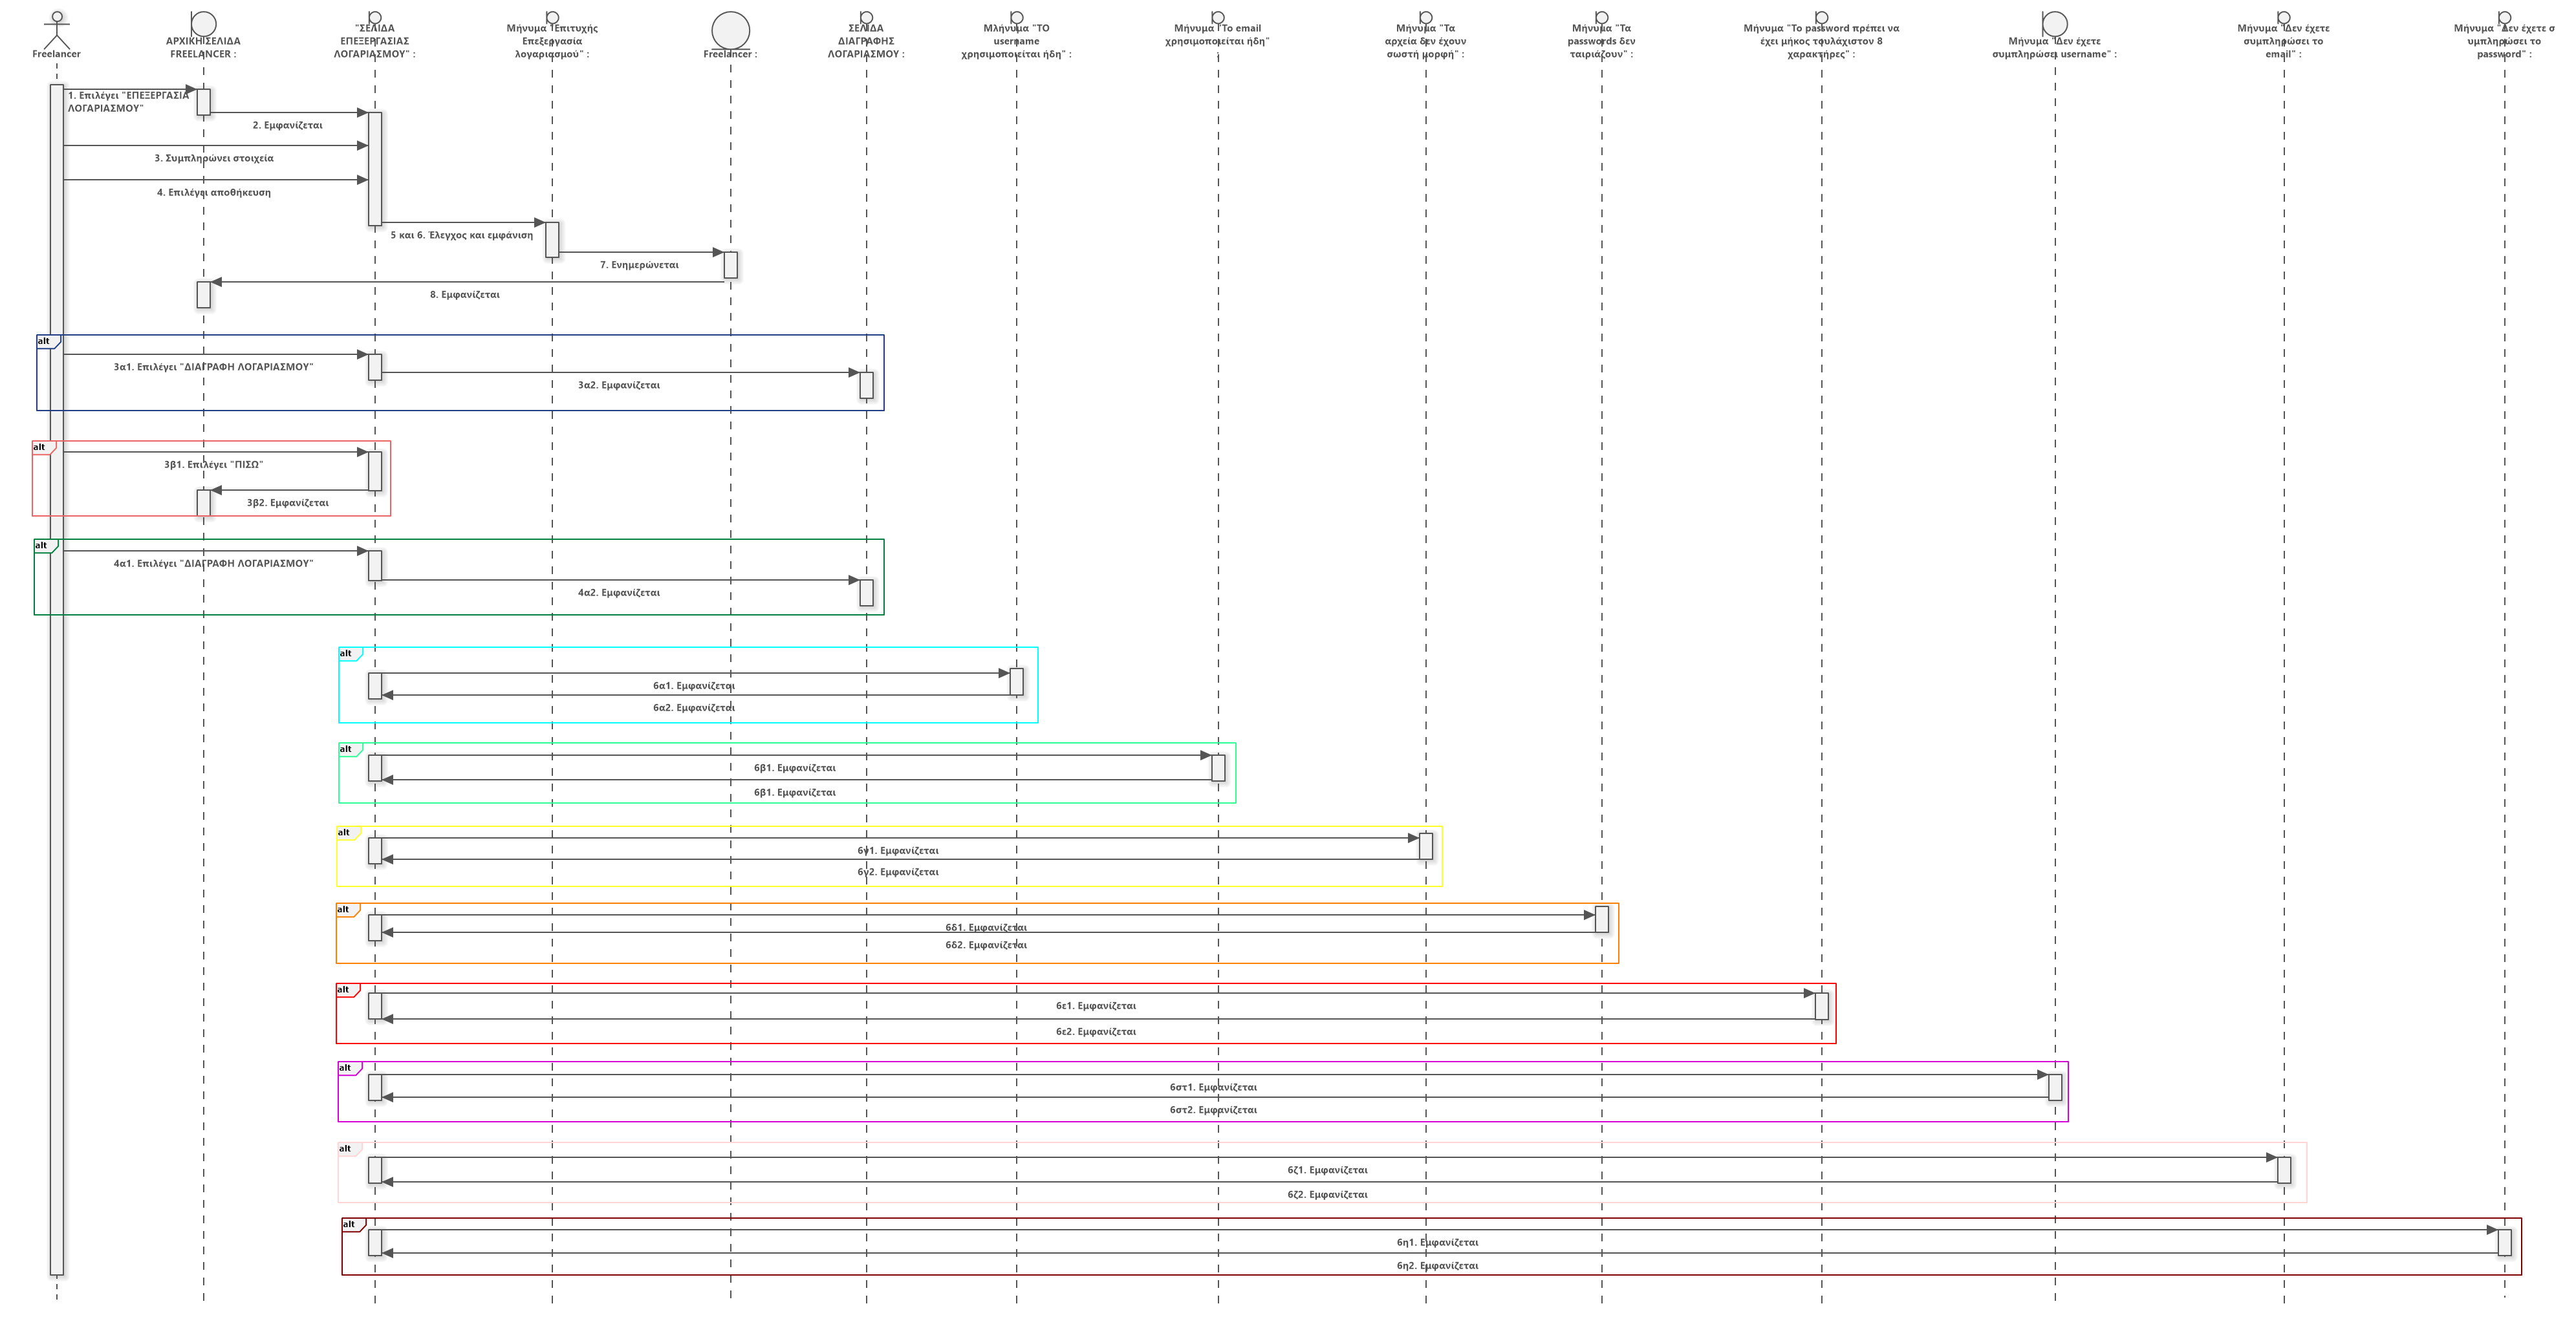 Freelancer
ΑΡΧΙΚΗ ΣΕΛΙΔΑ
FREELANCER :
"ΣΕΛΙΔΑ
ΕΠΕΞΕΡΓΑΣΙΑΣ
ΛΟΓΑΡΙΑΣΜΟΥ" :
Μήνυμα "Επιτυχής
Επεξεργασία
λογαριασμού" :
Freelancer :
ΣΕΛΙΔΑ
ΔΙΑΓΡΑΦΗΣ
ΛΟΓΑΡΙΑΣΜΟΥ :
Μλήνυμα "ΤΟ
username
χρησιμοποιείται ήδη" :
Μήνυμα "Το email
χρησιμοποιείται ήδη"
:
Μήνυμα "Τα
αρχεία δεν έχουν
σωστή μορφή" :
Μήνυμα "Τα
passwords δεν
ταιριάζουν" :
Μήνυμα "Το password πρέπει να
έχει μήκος τουλάχιστον 8
χαρακτήρες" :
Μήνυμα "Δεν έχετε
συμπληρώσει username" :
Μήνυμα "Δεν έχετε
συμπληρώσει το
email" :
Μήνυμα " Δεν έχετε σ
υμπληρώσει το
password" :
1. Επιλέγει "ΕΠΕΞΕΡΓΑΣΙΑ
ΛΟΓΑΡΙΑΣΜΟΥ"
2. Εμφανίζεται
3. Συμπληρώνει στοιχεία
4. Επιλέγει αποθήκευση
5 και 6. Έλεγχος και εμφάνιση
7. Ενημερώνεται
8. Εμφανίζεται
alt
3α1. Επιλέγει "ΔΙΑΓΡΑΦΗ ΛΟΓΑΡΙΑΣΜΟΥ"
3α2. Εμφανίζεται
alt
3β1. Επιλέγει "ΠΙΣΩ"
3β2. Εμφανίζεται
alt
4α1. Επιλέγει "ΔΙΑΓΡΑΦΗ ΛΟΓΑΡΙΑΣΜΟΥ"
4α2. Εμφανίζεται
alt
6α1. Εμφανίζεται
6α2. Εμφανίζεται
alt
6β1. Εμφανίζεται
6β1. Εμφανίζεται
alt
6γ1. Εμφανίζεται
6γ2. Εμφανίζεται
alt
6δ1. Εμφανίζεται
6δ2. Εμφανίζεται
alt
6ε1. Εμφανίζεται
6ε2. Εμφανίζεται
alt
6στ1. Εμφανίζεται
6στ2. Εμφανίζεται
alt
6ζ1. Εμφανίζεται
6ζ2. Εμφανίζεται
alt
6η1. Εμφανίζεται
6η2. Εμφανίζεται